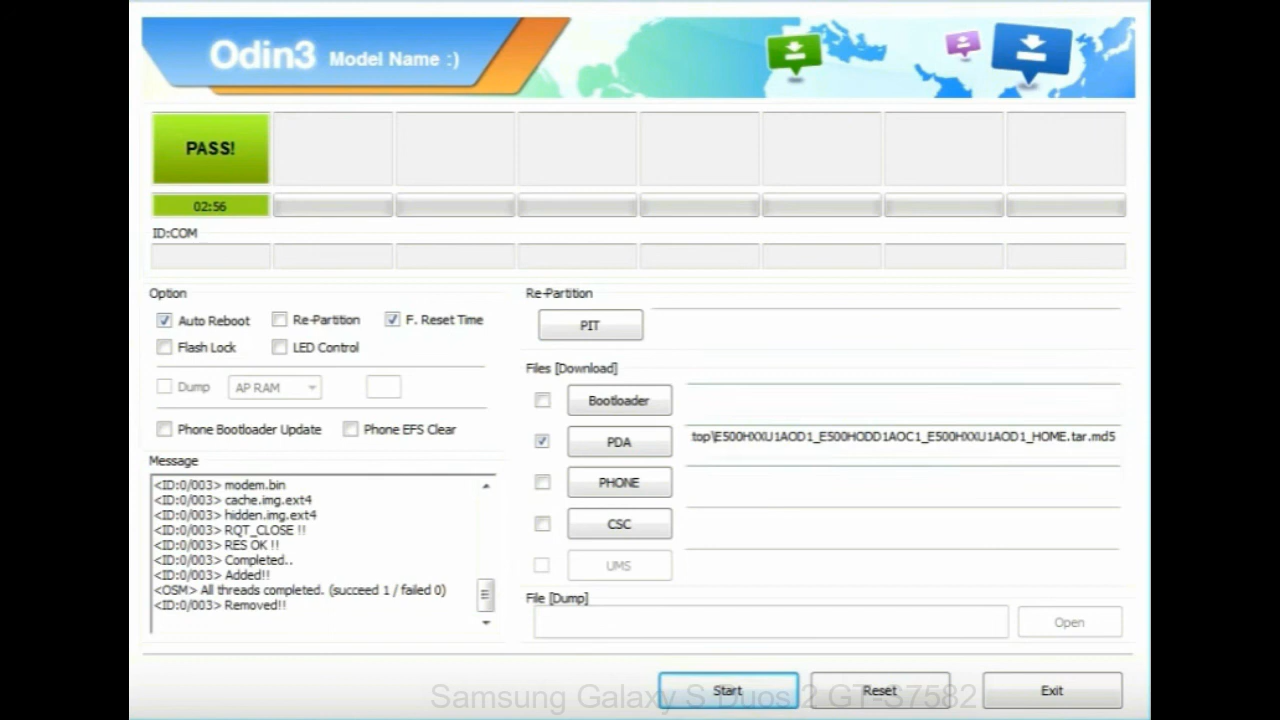 Odin3 Model Name :)
PASS!
02:56
ID:COM
Option
Auto Reboot Re-Partition F. Reset Time
Flash Lock LED Control
Dump AP RAM
Phone Bootloader Update Phone EFS Clear
Message
<ID:0/003> modem.bin
<ID:0/003> cache.img.ext4
<ID:0/003> hidden.img.ext4
<ID:0/003> RQT_CLOSE !!
<ID:0/003> RES OK !!
<ID:0/003> Completed..
<ID:0/003> Added!!
<OSM> All threads completed. (succeed 1 / failed 0)
<ID:0/003> Removed!!
Re-Partition
PIT
Files [Download]
Bootloader
PDA top\E500HXXU1AOD1_E500HODD1AOC1_E500HXXU1AOD1_HOME.tar.md5
PHONE
CSC
UMS
File [Dump]
Open
Start Reset Exit
Samsung Galaxy S Duos 2 GT-S7582